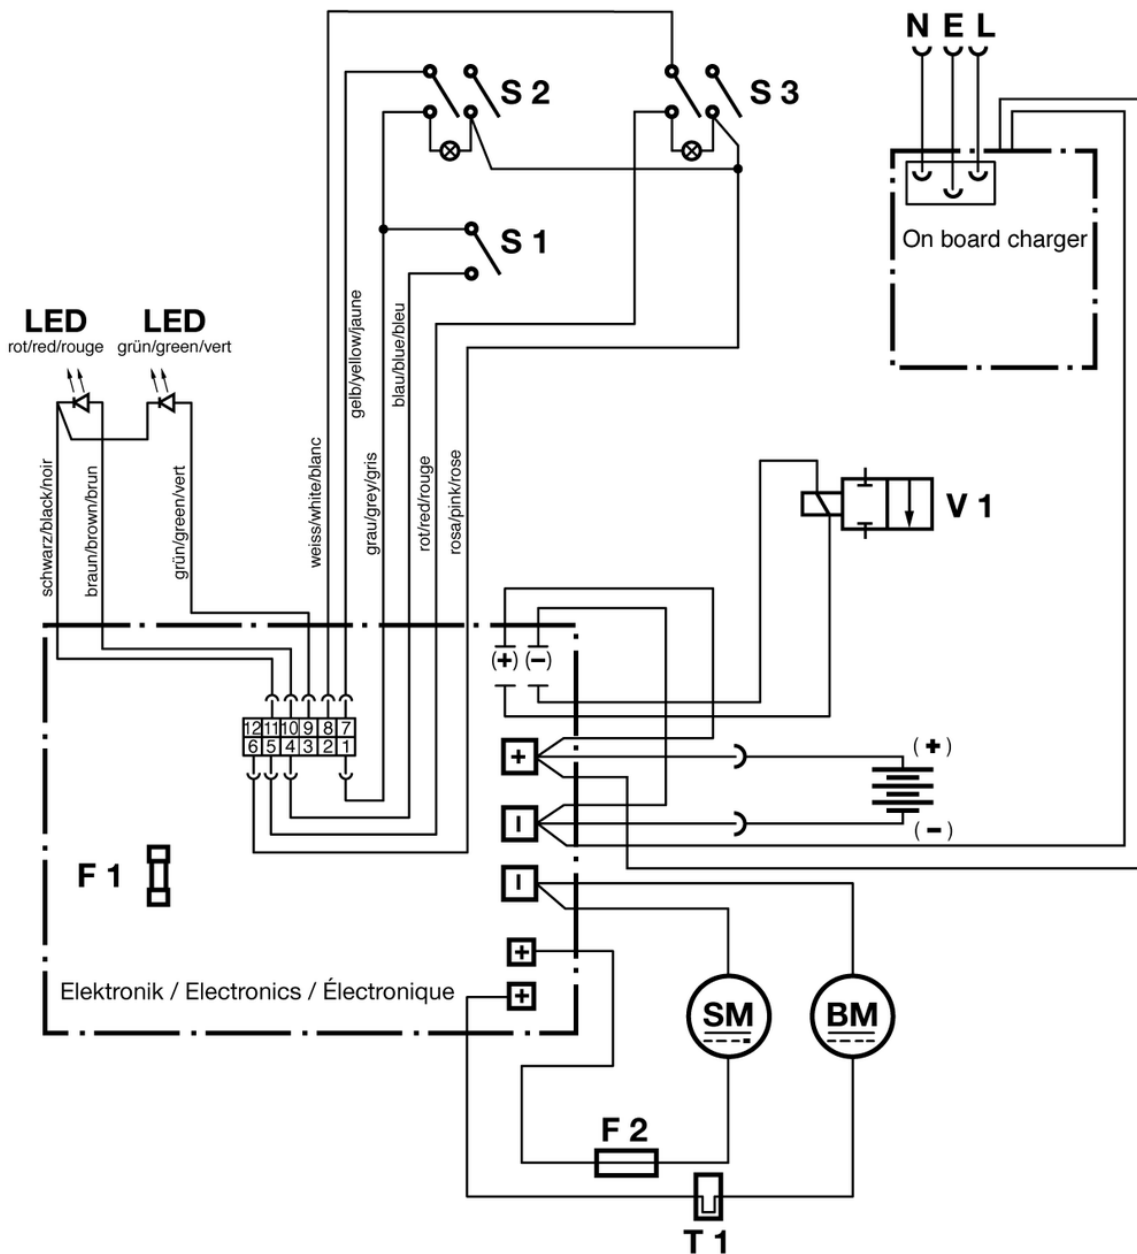 N E L
S 2
S 3
On board charger
S 1
LED
rot/red/rouge
LED
grün/green/vert
schwarz/black/noir
braun/brown/brun
grün/green/vert
weiss/white/blanc
gelb/yellow/jaune
grau/grey/gris
blau/blue/bleu
rot/red/rouge
rosa/pink/rose
V 1
(+) (−)
12 11 10 9 8 7
6 5 4 3 2 1
+
(+)
−
(−)
−
F 1
+
+
Elektronik / Electronics / Électronique
SM
BM
F 2
T 1